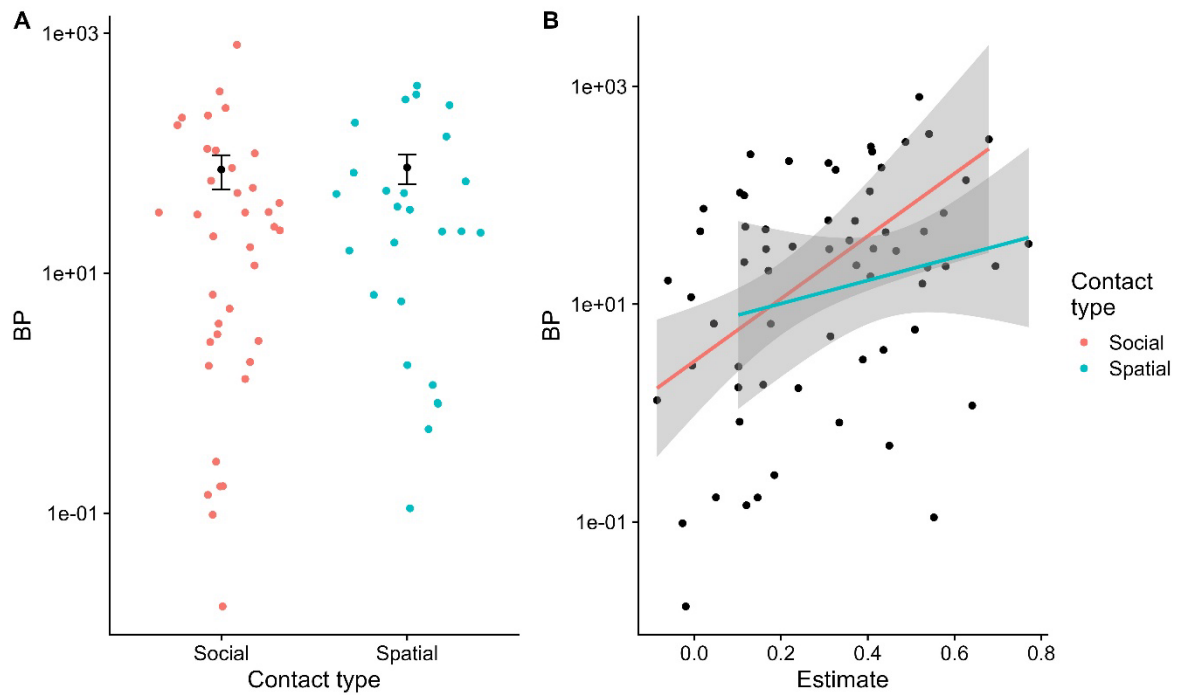 A
1e+03
1e+01
1e-01
BP
Social
Spatial
Contact type
B
1e+03
1e+01
1e-01
BP
0.0
0.2
0.4
0.6
0.8
Estimate
Contact
type
Social
Spatial